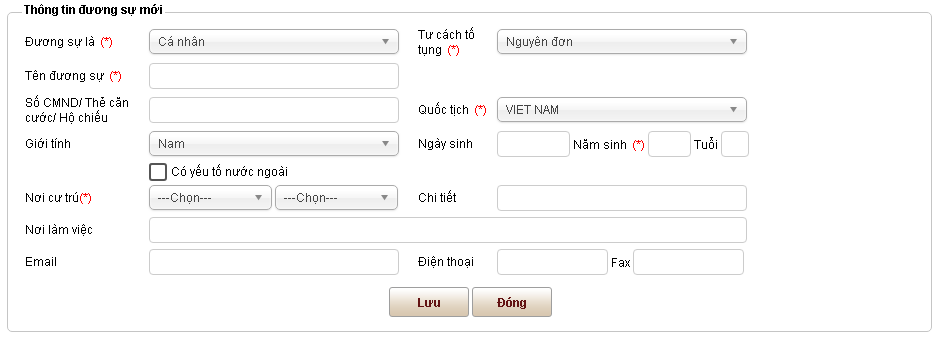 Thông tin đương sự mới
Đương sự là (*) Cá nhân Tư cách tố tụng (*) Nguyên đơn
Tên đương sự (*)
Số CMND/ Thẻ căn cước/ Hộ chiếu Quốc tịch (*) VIET NAM
Giới tính Nam Ngày sinh Năm sinh (*) Tuổi
Có yếu tố nước ngoài
Nơi cư trú(*) ---Chọn--- ---Chọn--- Chi tiết
Nơi làm việc
Email Điện thoại Fax
Lưu Đóng